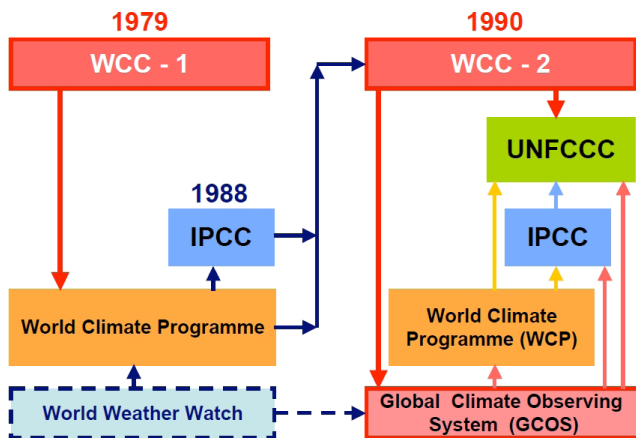 1979
1990
WCC - 1
WCC - 2
UNFCCC
1988
IPCC
IPCC
World Climate Programme
World Climate
Programme (WCP)
World Weather Watch
Global Climate Observing
System (GCOS)